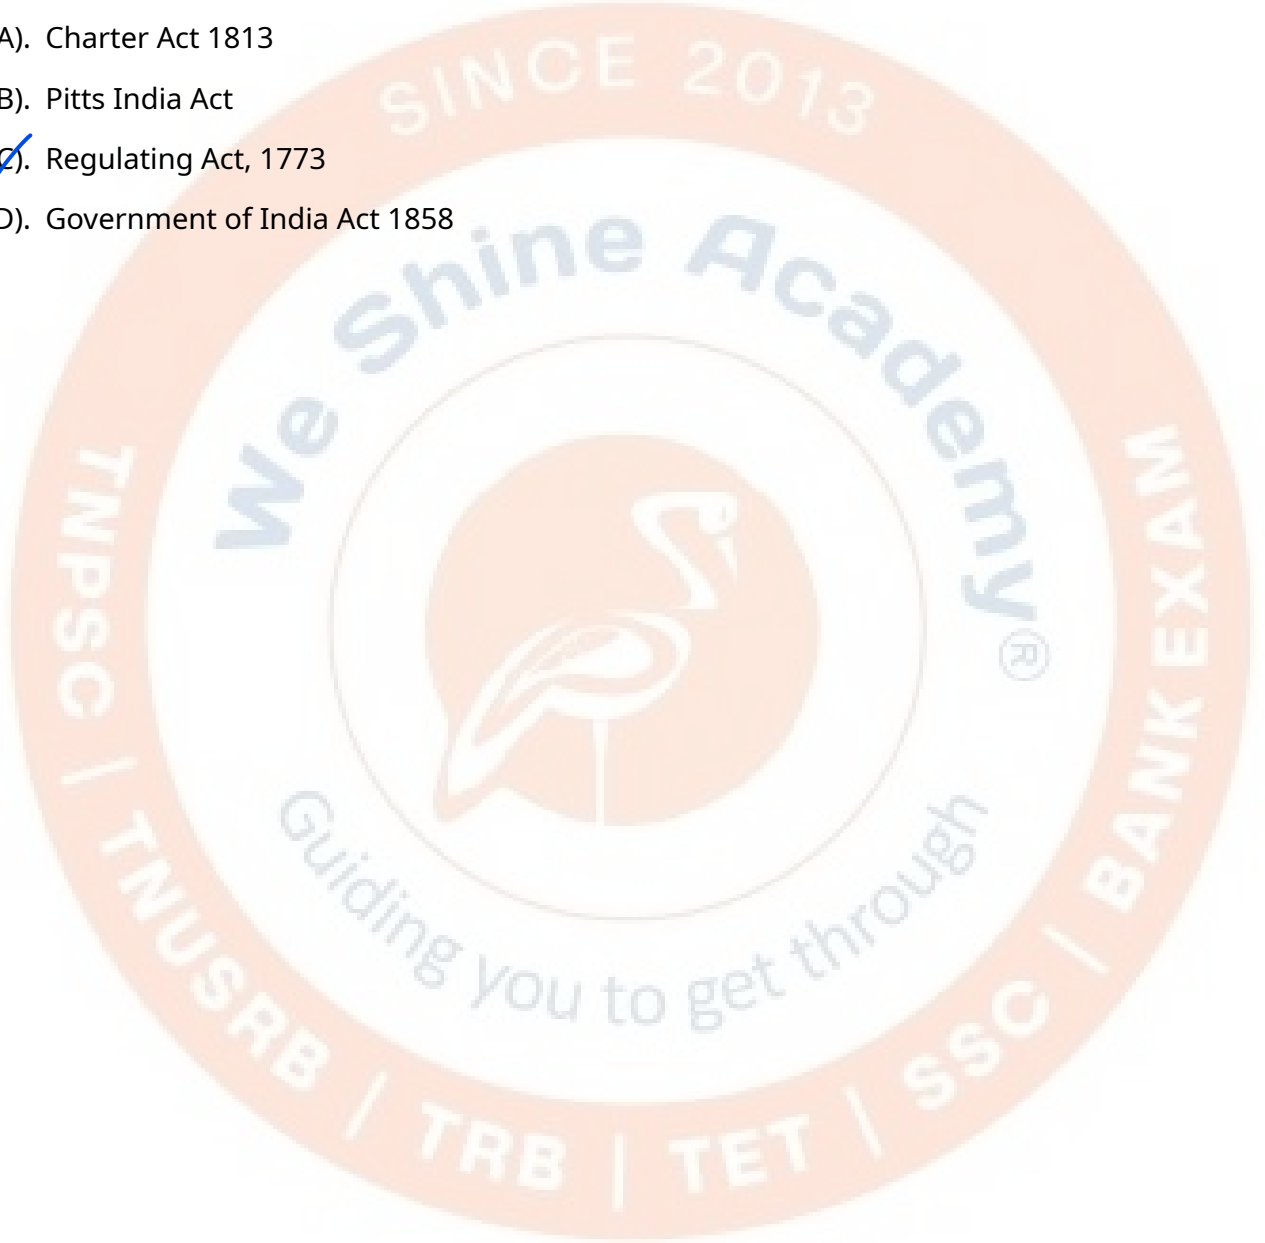 A). Charter Act 1813
B). Pitts India Act
C). Regulating Act, 1773
D). Government of India Act 1858
SINCE 2013
We Shine Academy®
Guiding you to get through
TNPSC | TNUSRB | TRB | TET | SSC | BANK EXAM